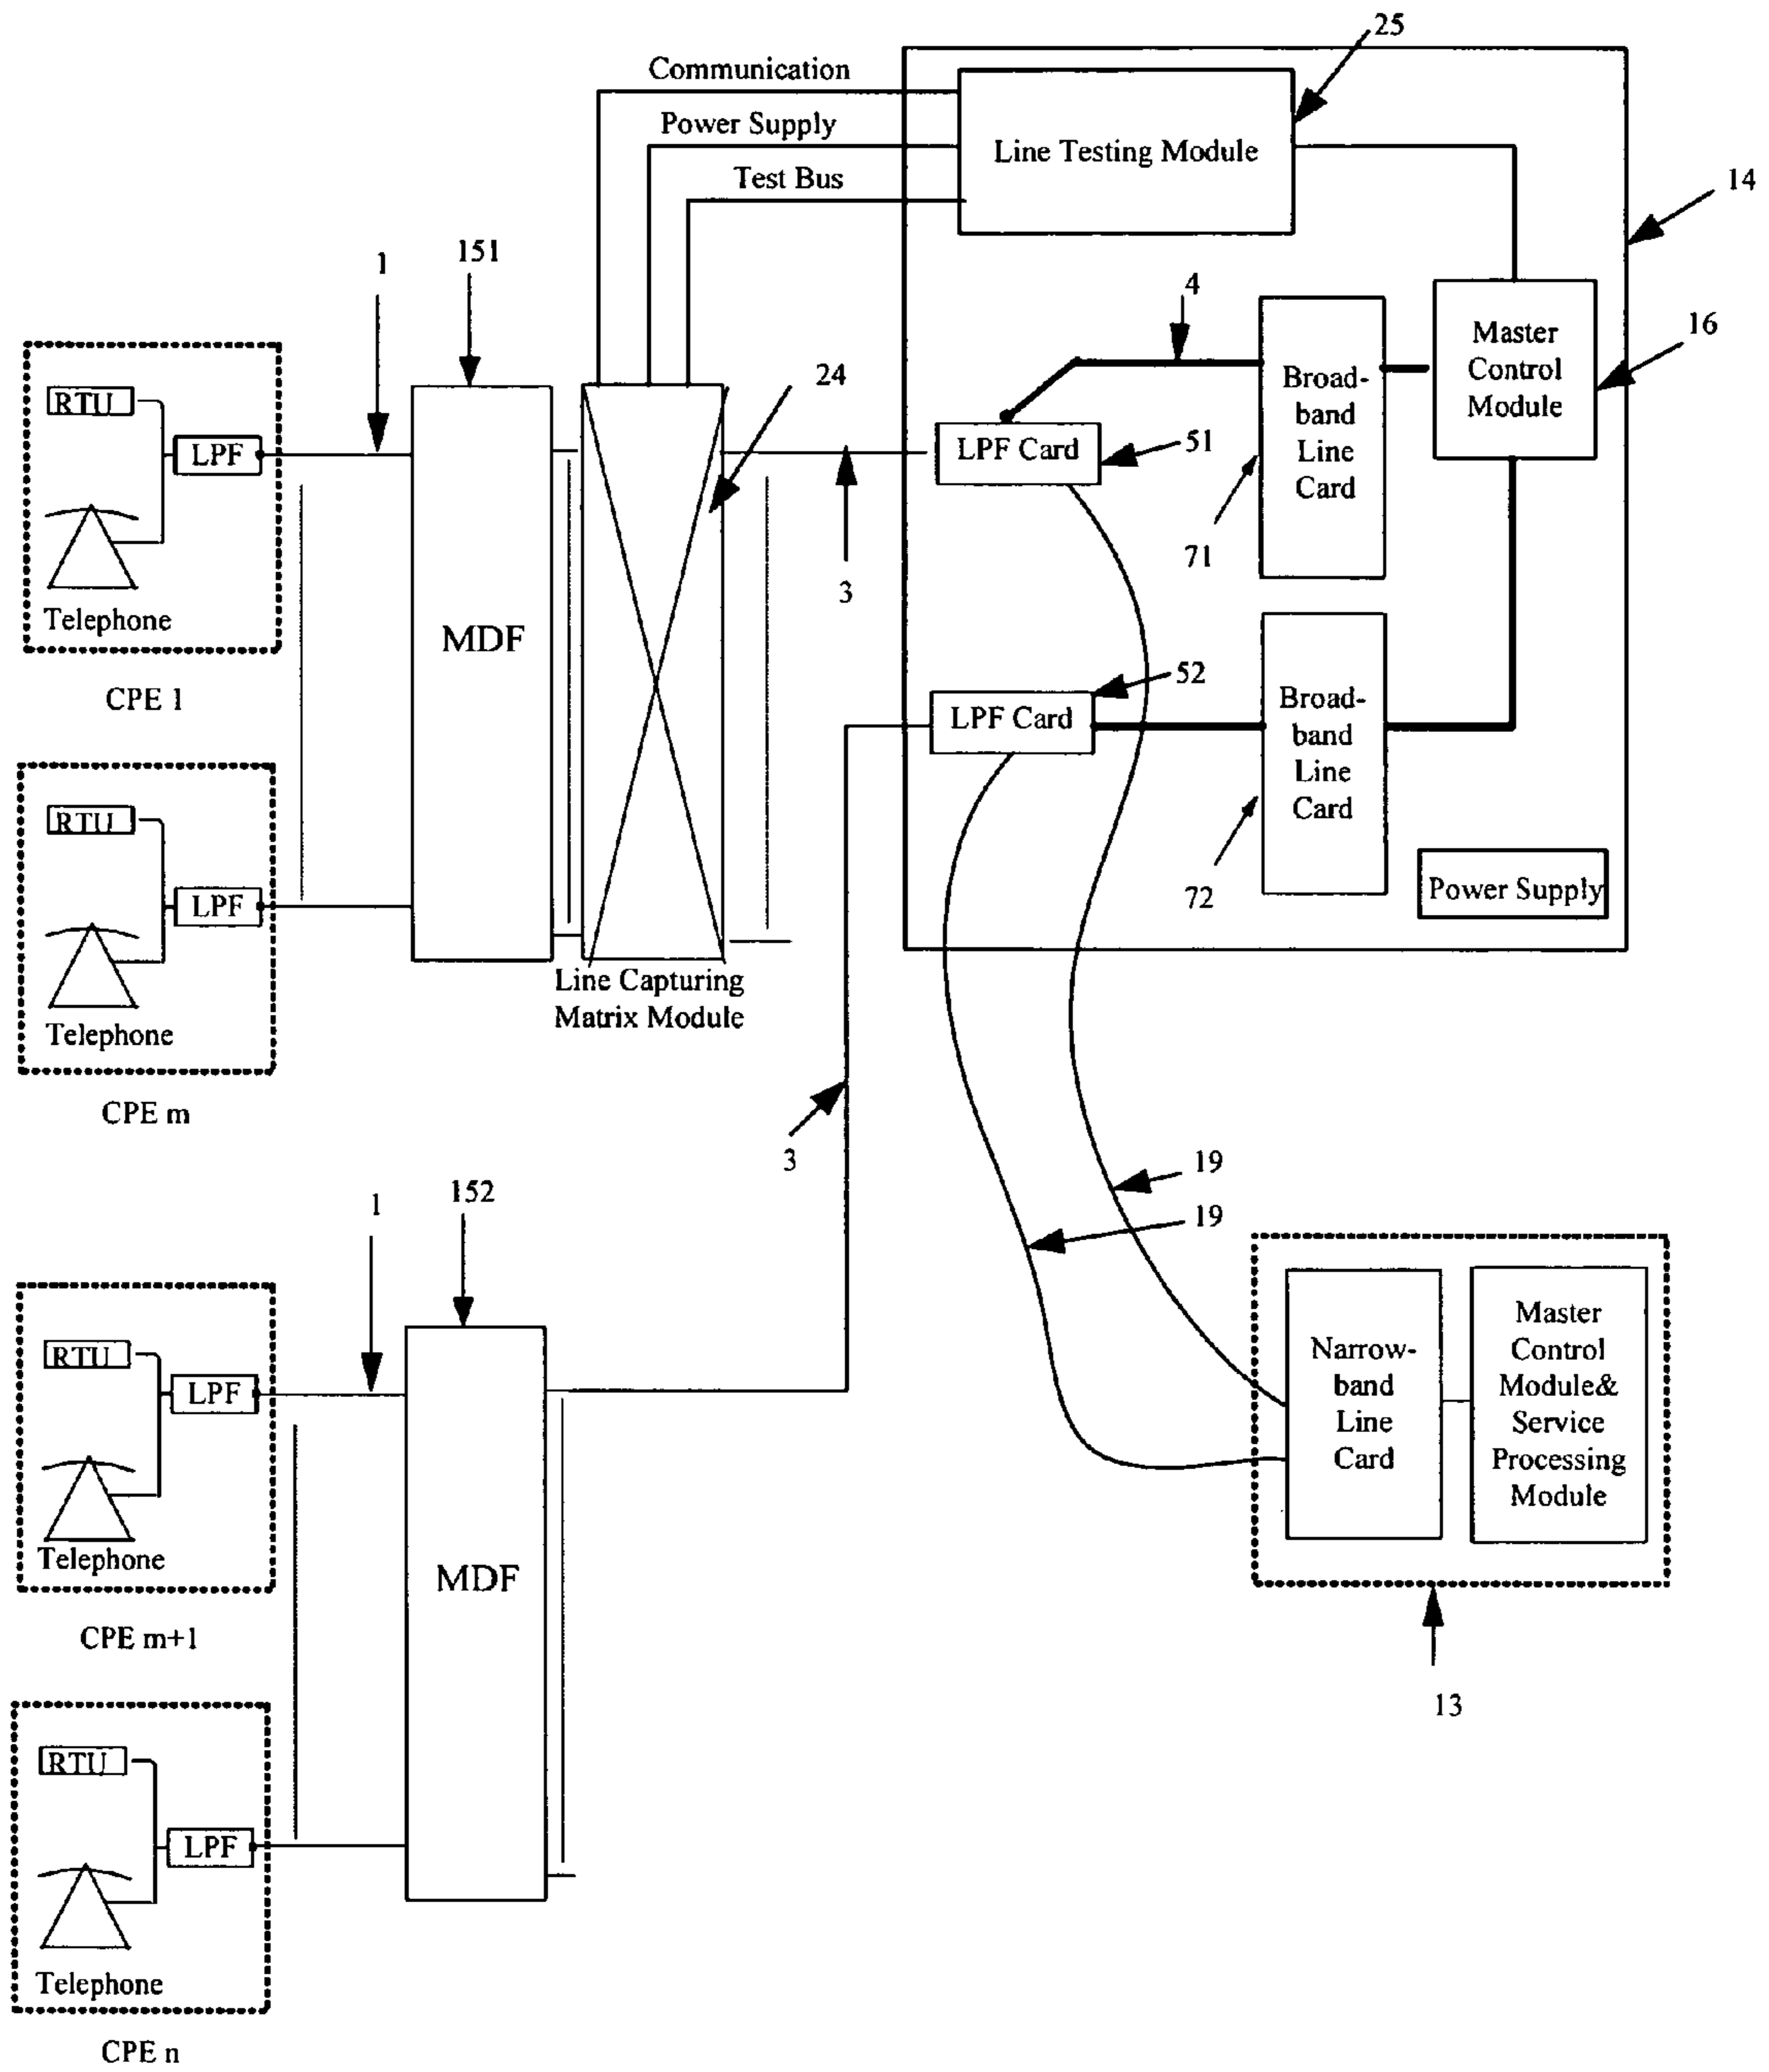 25
Communication
Power Supply
Line Testing Module
Test Bus
14
151
1
4
16
Master
Control
Module
24
Broad-
band
Line
Card
RTU
LPF
LPF Card
51
71
3
Telephone
MDF
CPE 1
52
LPF Card
Broad-
band
Line
Card
RTU
LPF
72
Power Supply
Telephone
Line Capturing
Matrix Module
CPE m
3
19
19
152
1
RTU
LPF
Telephone
MDF
CPE m+1
Narrow-
band
Line
Card
Master
Control
Module&
Service
Processing
Module
13
RTU
LPF
Telephone
CPE n